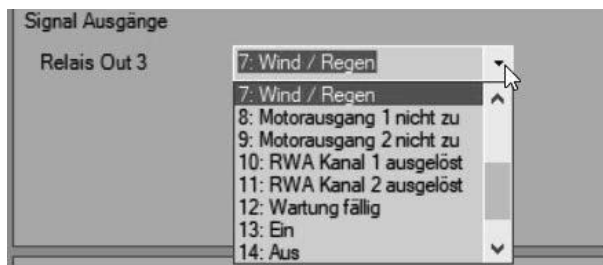 Signal Ausgänge
Relais Out 3
7: Wind / Regen
7: Wind / Regen
8: Motorausgang 1 nicht zu
9: Motorausgang 2 nicht zu
10: RWA Kanal 1 ausgelöst
11: RWA Kanal 2 ausgelöst
12: Wartung fällig
13: Ein
14: Aus